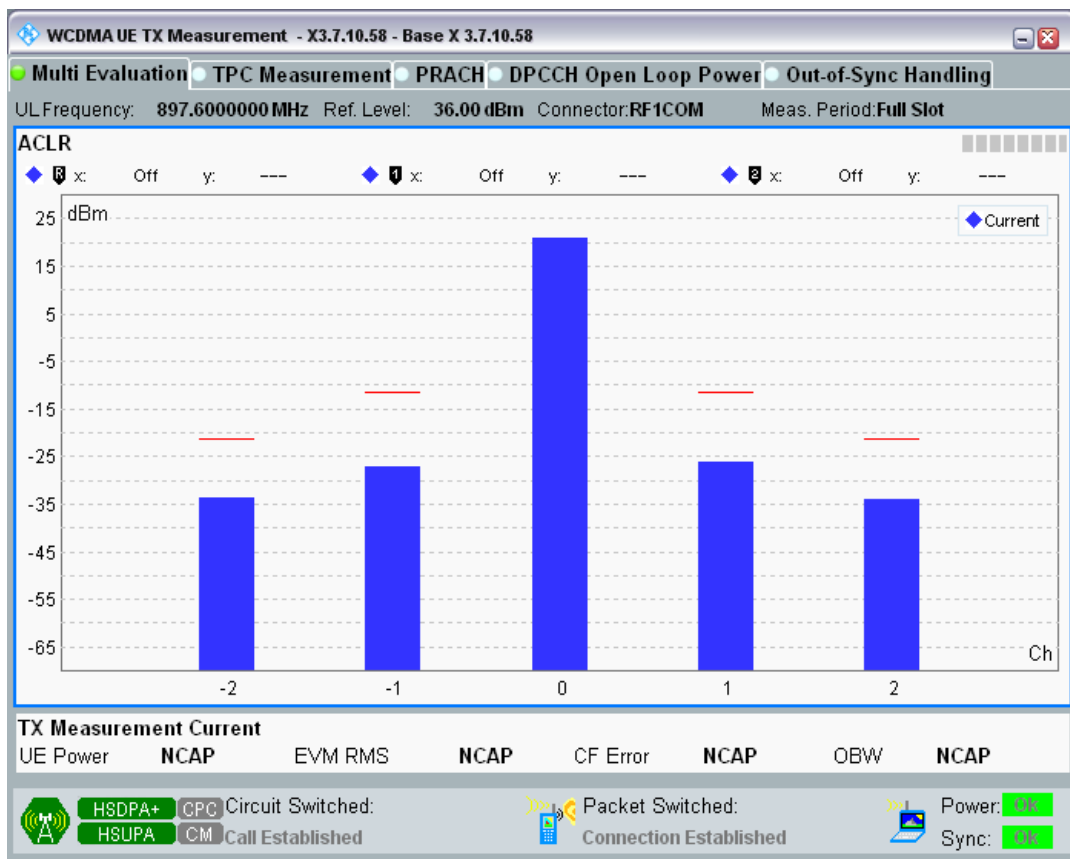 WCDMA UE TX Measurement - X3.7.10.58 - Base X 3.7.10.58
Multi Evaluation TPC Measurement PRACH DPCCH Open Loop Power Out-of-Sync Handling
UL Frequency: 897.6000000 MHz Ref. Level: 36.00 dBm Connector:RF1COM Meas. Period:Full Slot
ACLR
R x: Off y: --- 1 x: Off y: --- 2 x: Off y: ---
dBm
Current
25
15
5
-5
-15
-25
-35
-45
-55
-65
Ch
-2 -1 0 1 2
TX Measurement Current
UE Power NCAP EVM RMS NCAP CF Error NCAP OBW NCAP
HSDPA+ CPC Circuit Switched: Packet Switched: Power: OK
HSUPA CM Call Established Connection Established Sync: OK